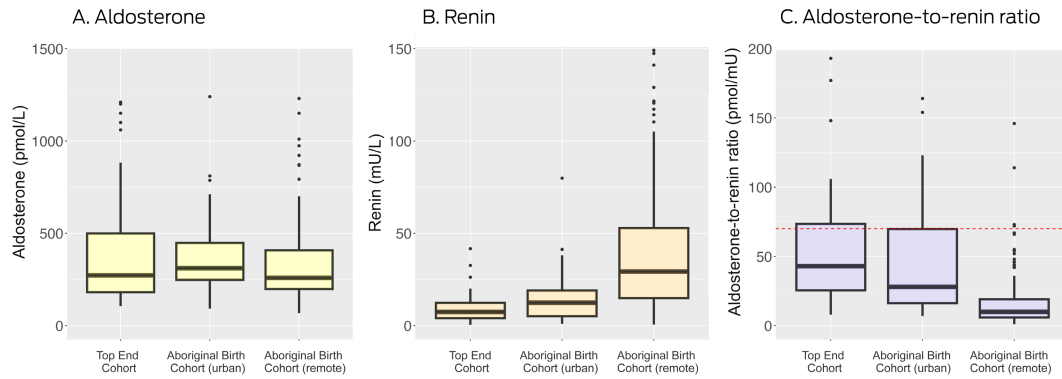 A. Aldosterone
Aldosterone (pmol/L)
1500
1000
500
0
Top End
Cohort
Aboriginal Birth
Cohort (urban)
Aboriginal Birth
Cohort (remote)
B. Renin
Renin (mU/L)
150
100
50
0
Top End
Cohort
Aboriginal Birth
Cohort (urban)
Aboriginal Birth
Cohort (remote)
C. Aldosterone-to-renin ratio
Aldosterone-to-renin ratio (pmol/mU)
200
150
100
50
0
Top End
Cohort
Aboriginal Birth
Cohort (urban)
Aboriginal Birth
Cohort (remote)